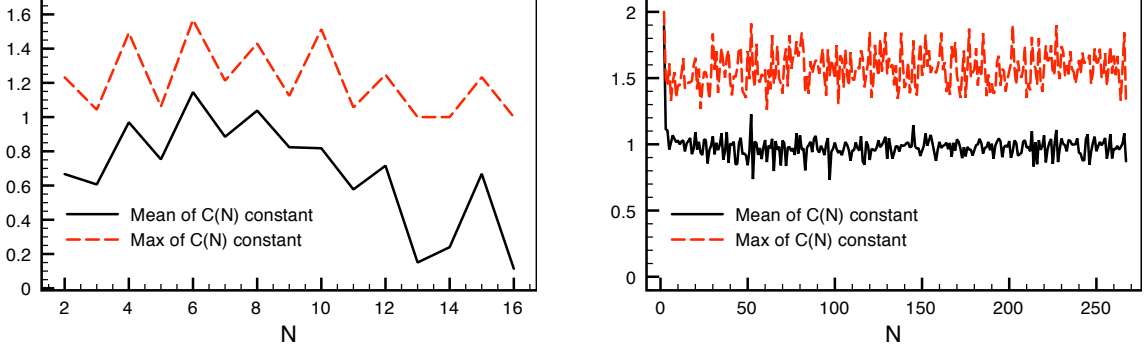 1.6
1.4
1.2
1
0.8
0.6
0.4
0.2
0
Mean of C(N) constant
Max of C(N) constant
2 4 6 8 10 12 14 16
N
2
1.5
1
0.5
0
Mean of C(N) constant
Max of C(N) constant
0 50 100 150 200 250
N